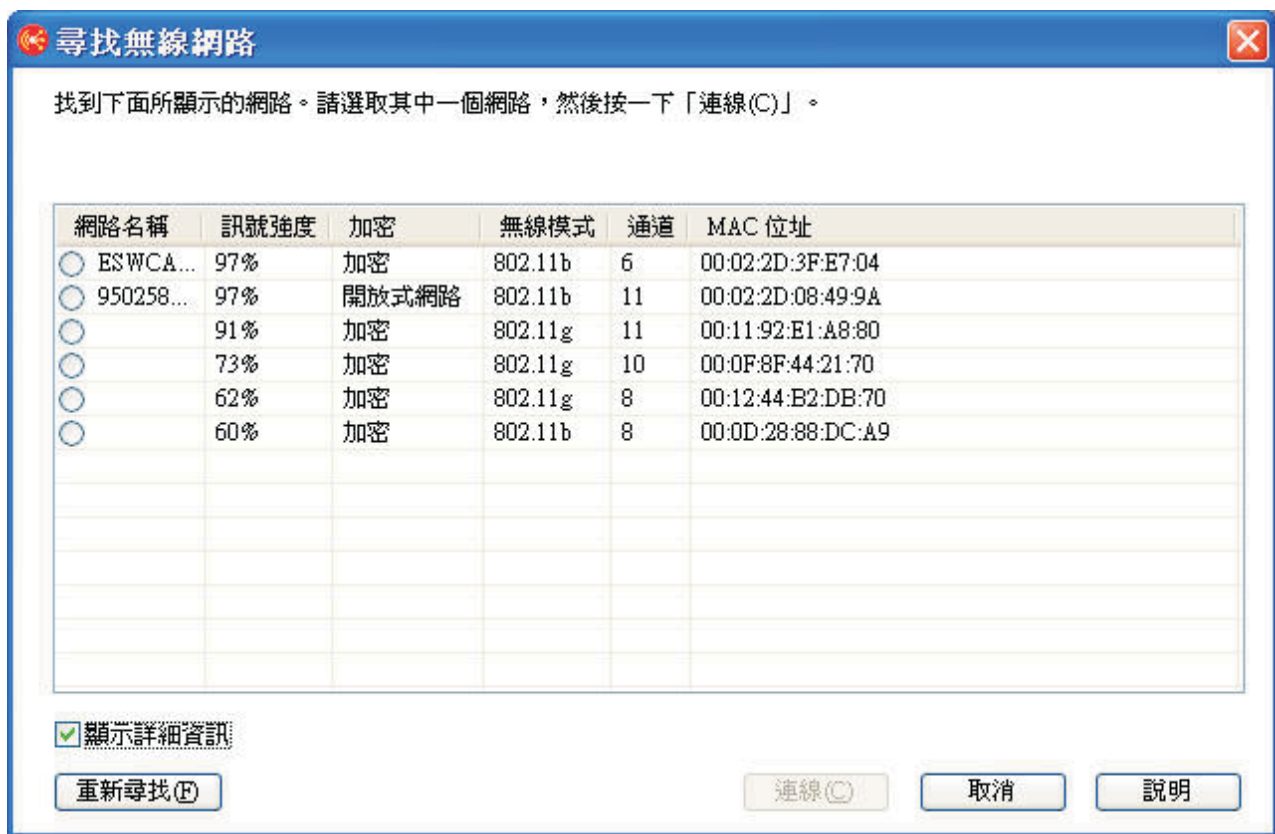 尋找無線網路
找到下面所顯示的網路。請選取其中一個網路，然後按一下「連線(C)」。
網路名稱 訊號強度 加密 無線模式 通道 MAC 位址
ESWCA... 97% 加密 802.11b 6 00:02:2D:3F:E7:04
950258... 97% 開放式網路 802.11b 11 00:02:2D:08:49:9A
91% 加密 802.11g 11 00:11:92:E1:A8:80
73% 加密 802.11g 10 00:0F:8F:44:21:70
62% 加密 802.11g 8 00:12:44:B2:DB:70
60% 加密 802.11b 8 00:0D:28:88:DC:A9
顯示詳細資訊
重新尋找(F) 連線(C) 取消 說明